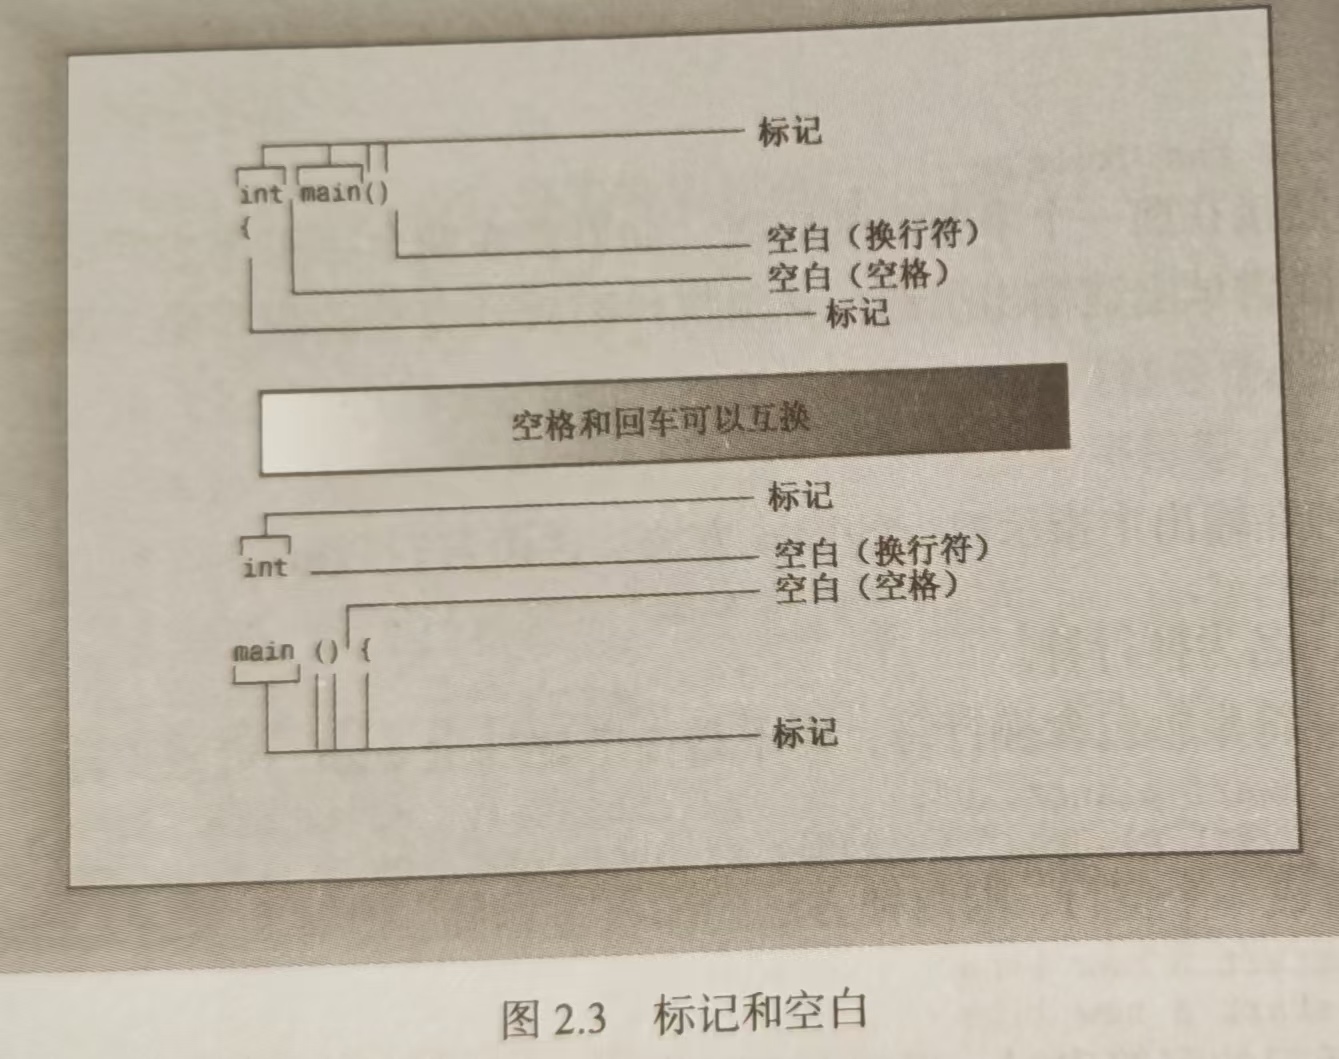 标记
int main()
{
空白（换行符）
空白（空格）
标记
空格和回车可以互换
标记
int
空白（换行符）
空白（空格）
main () {
标记
图 2.3 标记和空白